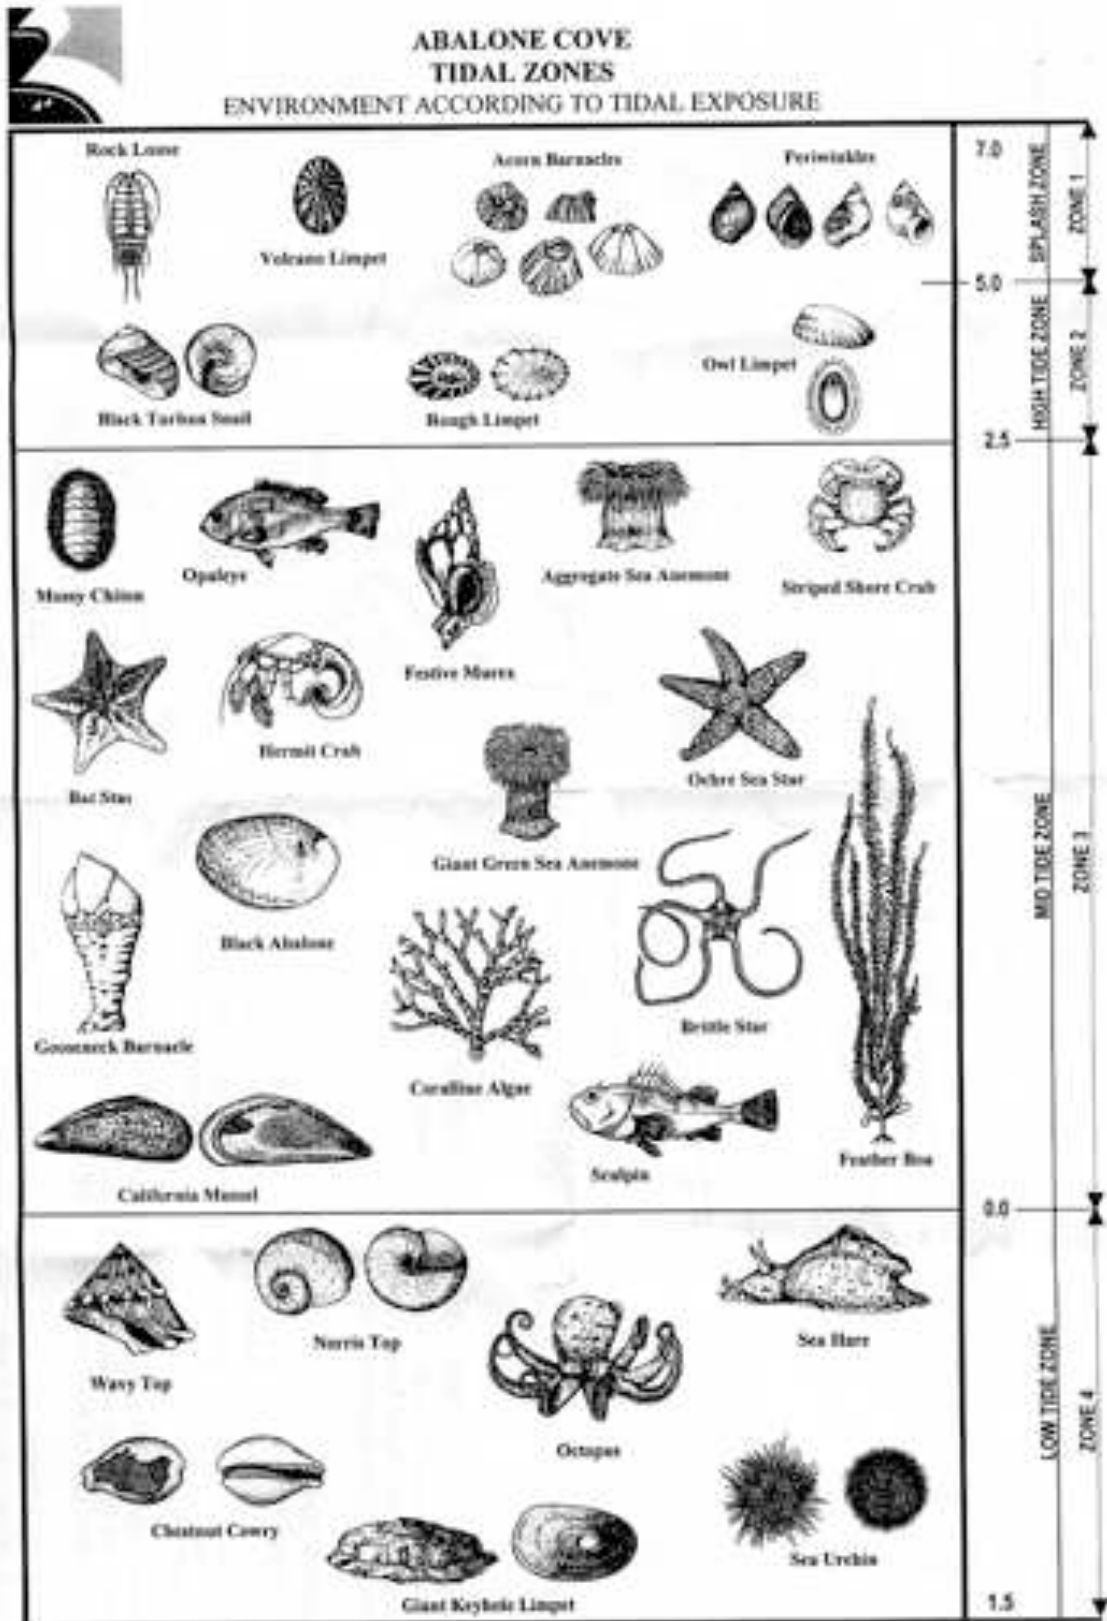 ABALONE COVE
TIDAL ZONES
ENVIRONMENT ACCORDING TO TIDAL EXPOSURE
Rock Louse
Volcano Limpet
Acorn Barnacles
Periwinkles
7.0
SPLASH ZONE
ZONE 1
5.0
Black Turban Snail
Rough Limpet
Owl Limpet
HIGH TIDE ZONE
ZONE 2
2.5
Mossy Chiton
Opaleye
Festive Murex
Aggregate Sea Anemone
Striped Shore Crab
Bat Star
Hermit Crab
Giant Green Sea Anemone
Ochre Sea Star
Gooseneck Barnacle
Black Abalone
Coralline Algae
Brittle Star
Feather Boa
California Mussel
Sculpin
MID TIDE ZONE
ZONE 3
0.0
Wavy Top
Norris Top
Octopus
Sea Hare
Chestnut Cowry
Giant Keyhole Limpet
Sea Urchin
LOW TIDE ZONE
ZONE 4
1.5